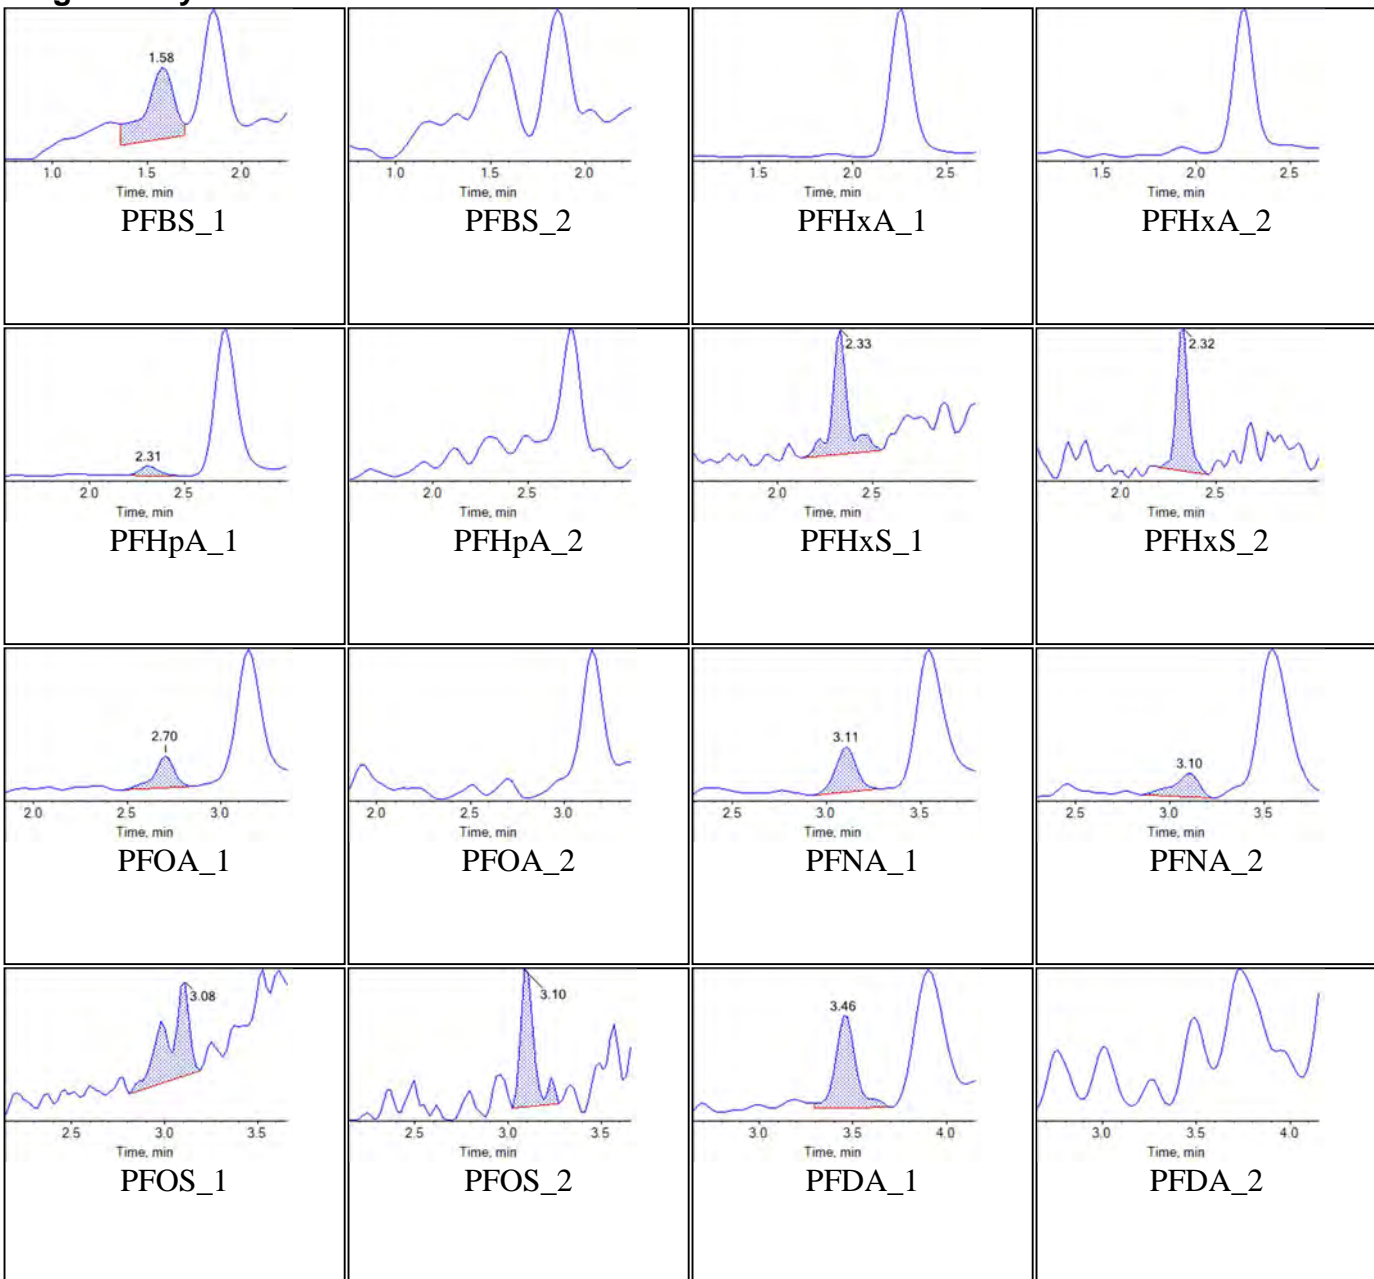 1.58
1.0 1.5 2.0 1.0 1.5 2.0 1.5 2.0 2.5 1.5 2.0 2.5
Time, min Time, min Time, min Time, min
PFBS_1 PFBS_2 PFHxA_1 PFHxA_2
2.31 2.33 2.32
2.0 2.5 2.0 2.5 2.0 2.5 2.0 2.5
Time, min Time, min Time, min Time, min
PFHpA_1 PFHpA_2 PFHxS_1 PFHxS_2
2.70 3.11 3.10
2.0 2.5 3.0 2.0 2.5 3.0 2.5 3.0 3.5 2.5 3.0 3.5
Time, min Time, min Time, min Time, min
PFOA_1 PFOA_2 PFNA_1 PFNA_2
3.08 3.10 3.46
2.5 3.0 3.5 2.5 3.0 3.5 3.0 3.5 4.0 3.0 3.5 4.0
Time, min Time, min Time, min Time, min
PFOS_1 PFOS_2 PFDA_1 PFDA_2